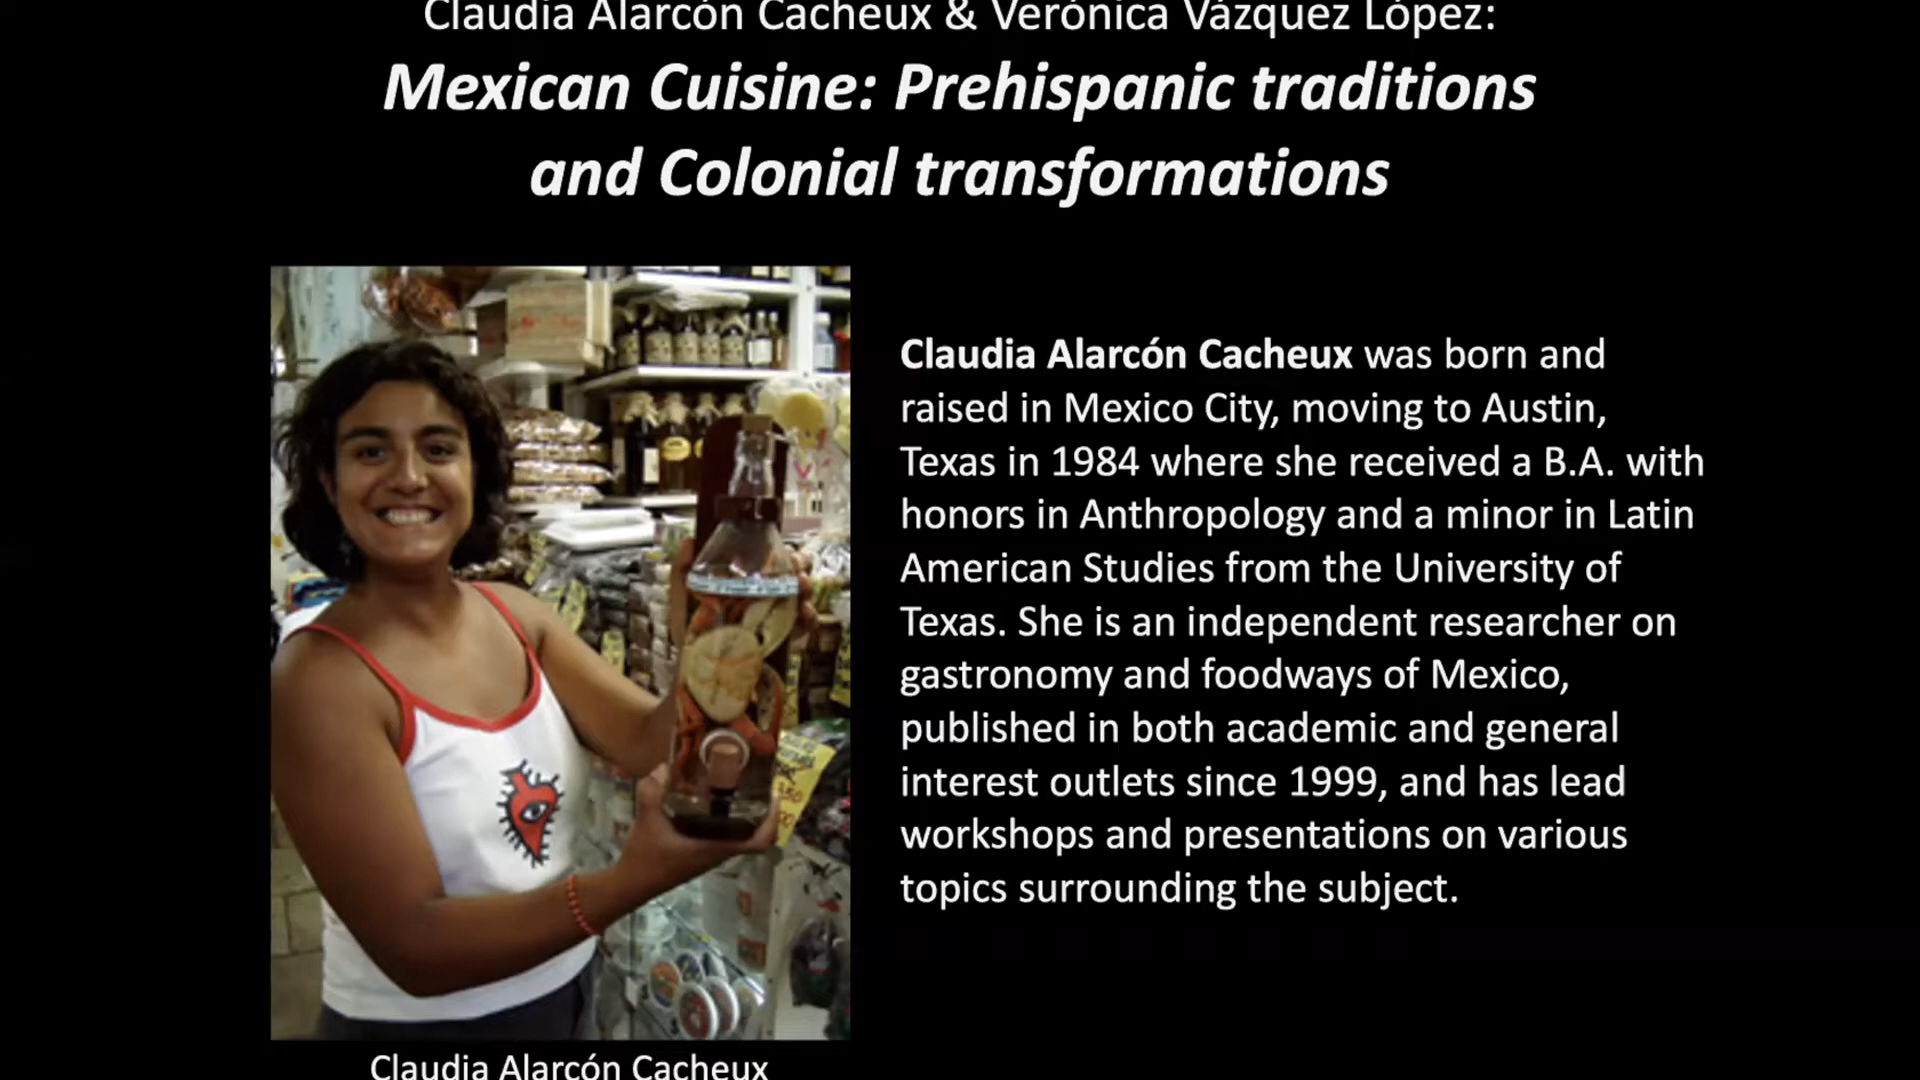 Claudia Alarcón Cacheux & Verónica Vázquez López:
Mexican Cuisine: Prehispanic traditions
and Colonial transformations
Claudia Alarcón Cacheux was born and
raised in Mexico City, moving to Austin,
Texas in 1984 where she received a B.A. with
honors in Anthropology and a minor in Latin
American Studies from the University of
Texas. She is an independent researcher on
gastronomy and foodways of Mexico,
published in both academic and general
interest outlets since 1999, and has lead
workshops and presentations on various
topics surrounding the subject.
Claudia Alarcón Cacheux